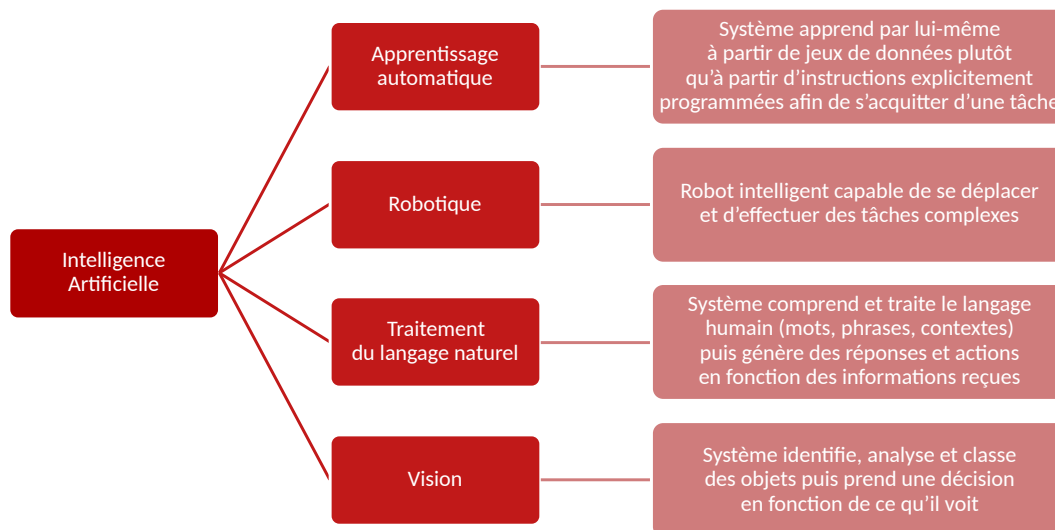 Intelligence
Artificielle
Apprentissage
automatique
Système apprend par lui-même
à partir de jeux de données plutôt
qu'à partir d'instructions explicitement
programmées afin de s'acquitter d'une tâche
Robotique
Robot intelligent capable de se déplacer
et d'effectuer des tâches complexes
Traitement
du langage naturel
Système comprend et traite le langage
humain (mots, phrases, contextes)
puis génère des réponses et actions
en fonction des informations reçues
Vision
Système identifie, analyse et classe
des objets puis prend une décision
en fonction de ce qu'il voit